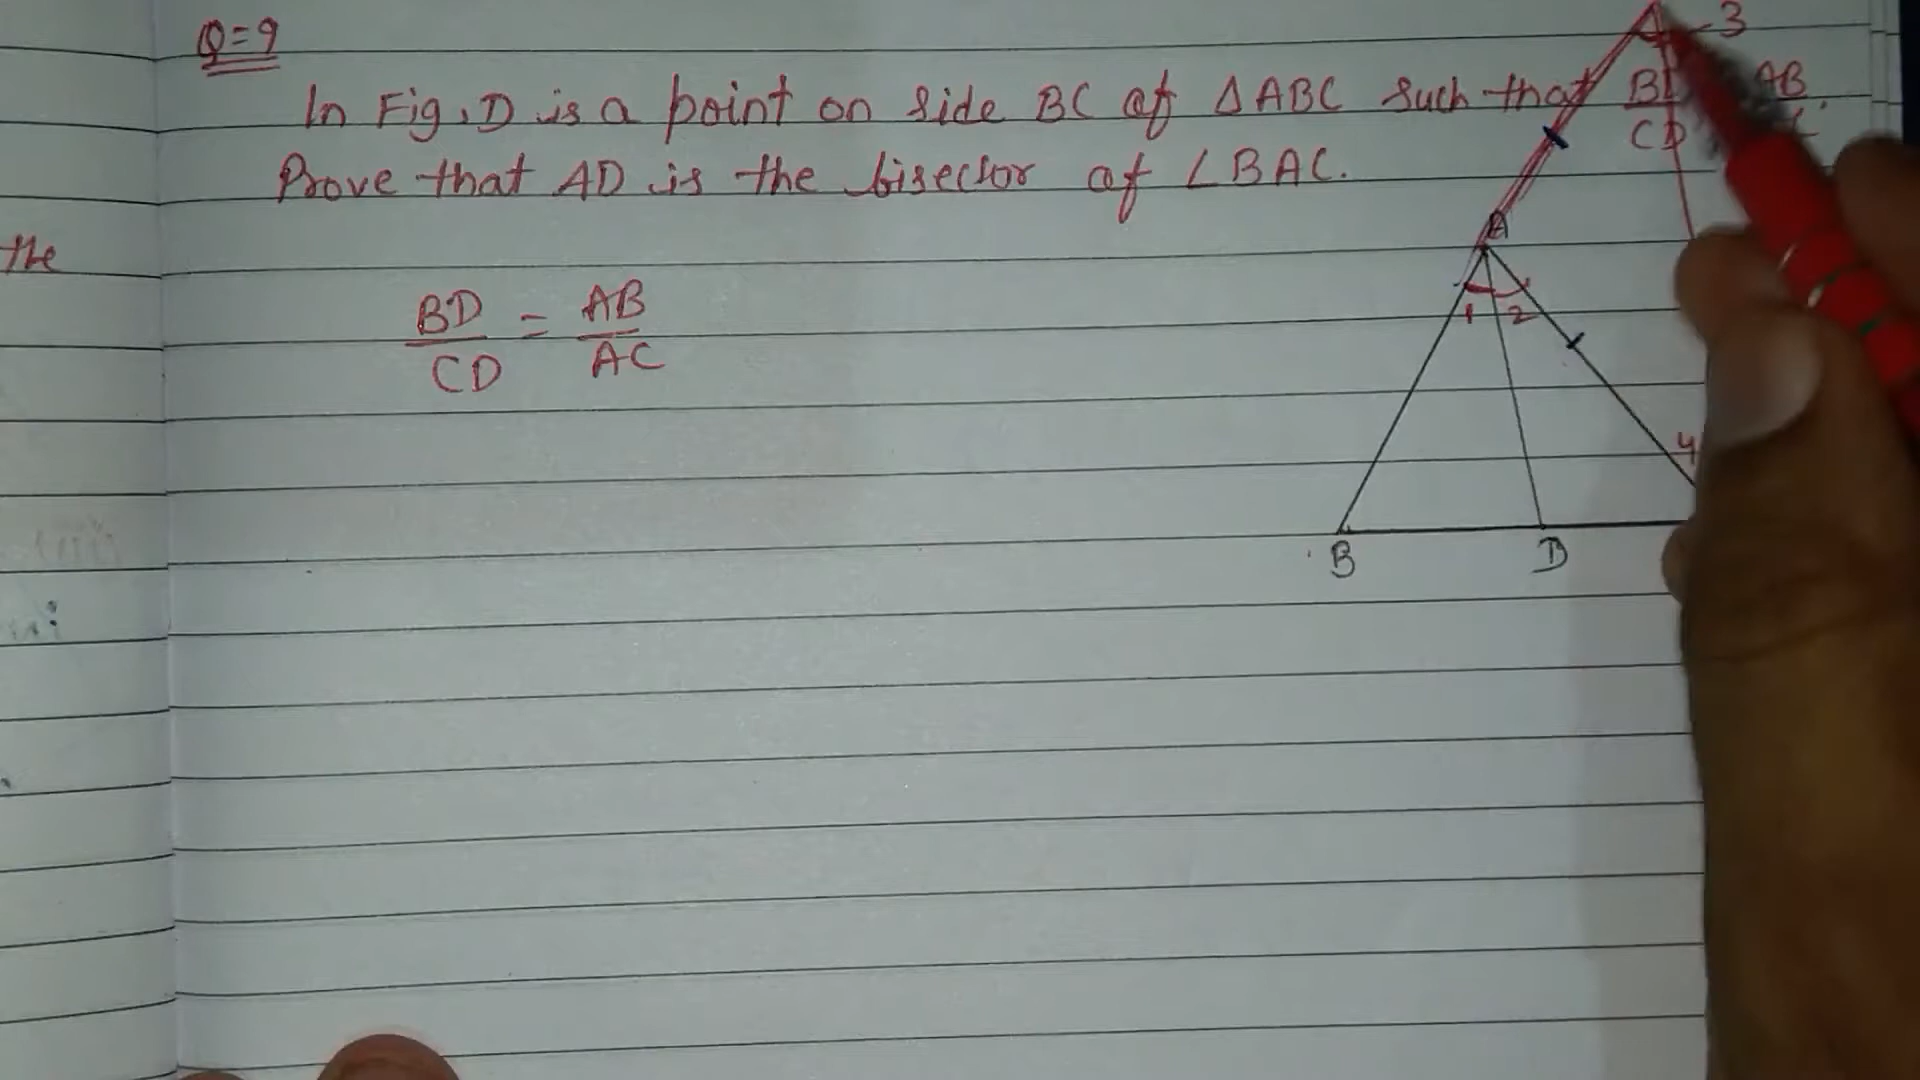 Q=9
In Fig, D is a point on side BC of ΔABC such that BD AB
CD
Prove that AD is the bisector of ∠BAC.
the
BD = AB
CD AC
3
A
1 2
4
B D